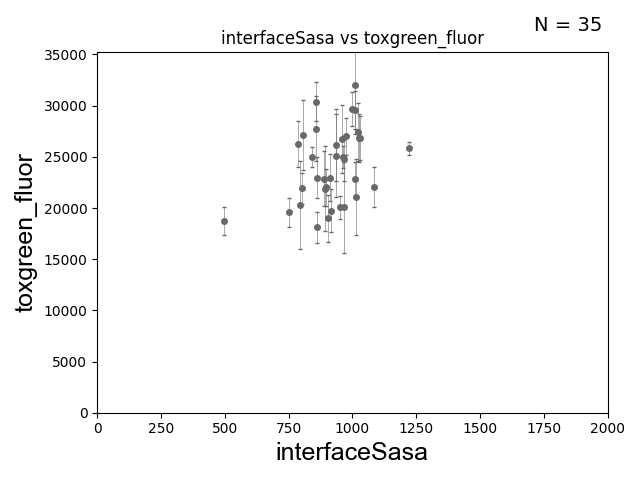 N = 35
interfaceSasa vs toxgreen_fluor
35000
30000
25000
20000
15000
10000
5000
0
toxgreen_fluor
0 250 500 750 1000 1250 1500 1750 2000
interfaceSasa